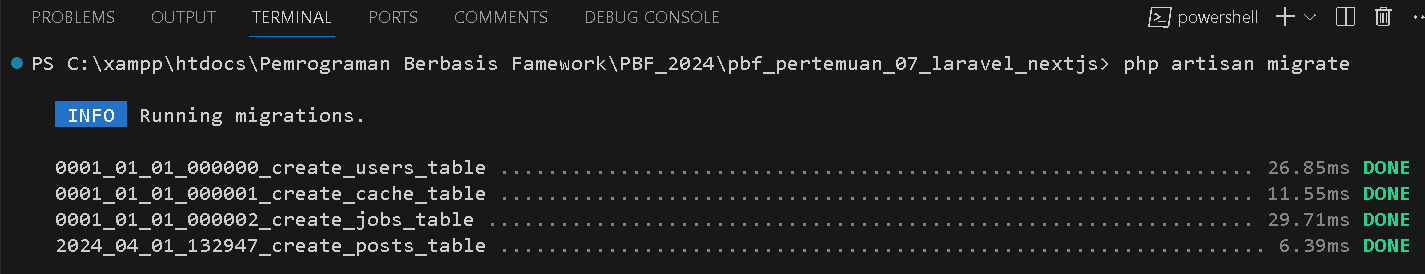 PROBLEMS OUTPUT TERMINAL PORTS COMMENTS DEBUG CONSOLE powershell
PS C:\xampp\htdocs\Pemrograman Berbasis Famework\PBF_2024\pbf_pertemuan_07_laravel_nextjs> php artisan migrate
INFO Running migrations.
0001_01_01_000000_create_users_table ............................................................... 26.85ms DONE
0001_01_01_000001_create_cache_table ............................................................... 11.55ms DONE
0001_01_01_000002_create_jobs_table ................................................................ 29.71ms DONE
2024_04_01_132947_create_posts_table ................................................................ 6.39ms DONE